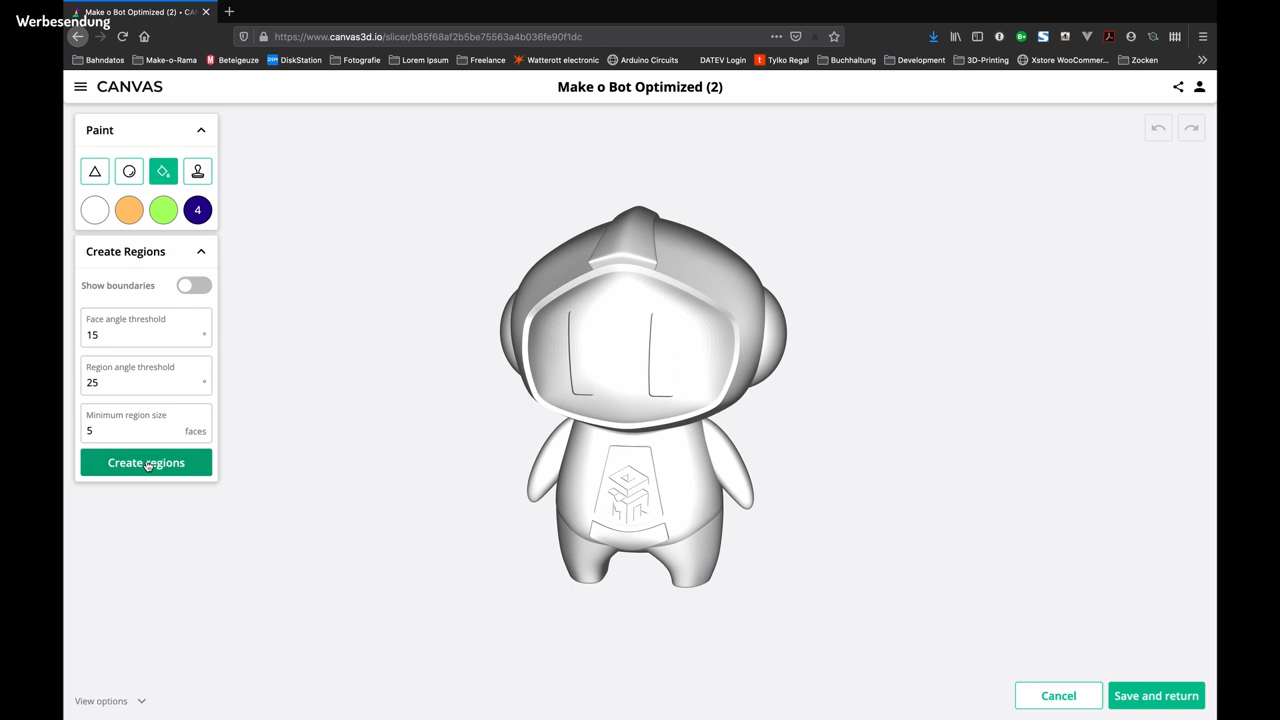 Werbesendung
Make o Bot Optimized (2) • CA
https://www.canvas3d.io/slicer/b85f68af2b5be75563a4b036fe90f1dc
Bahndatos Make-o-Rama Beteigeuze DiskStation Fotografie Lorem Ipsum Freelance Watterott electronic Arduino Circuits DATEV Login Tylko Regal Buchhaltung Development 3D-Printing Xstore WooCommer... Zocken
CANVAS
Make o Bot Optimized (2)
Paint
4
Create Regions
Show boundaries
Face angle threshold
15 °
Region angle threshold
25 °
Minimum region size
5 faces
Create regions
View options
Cancel
Save and return